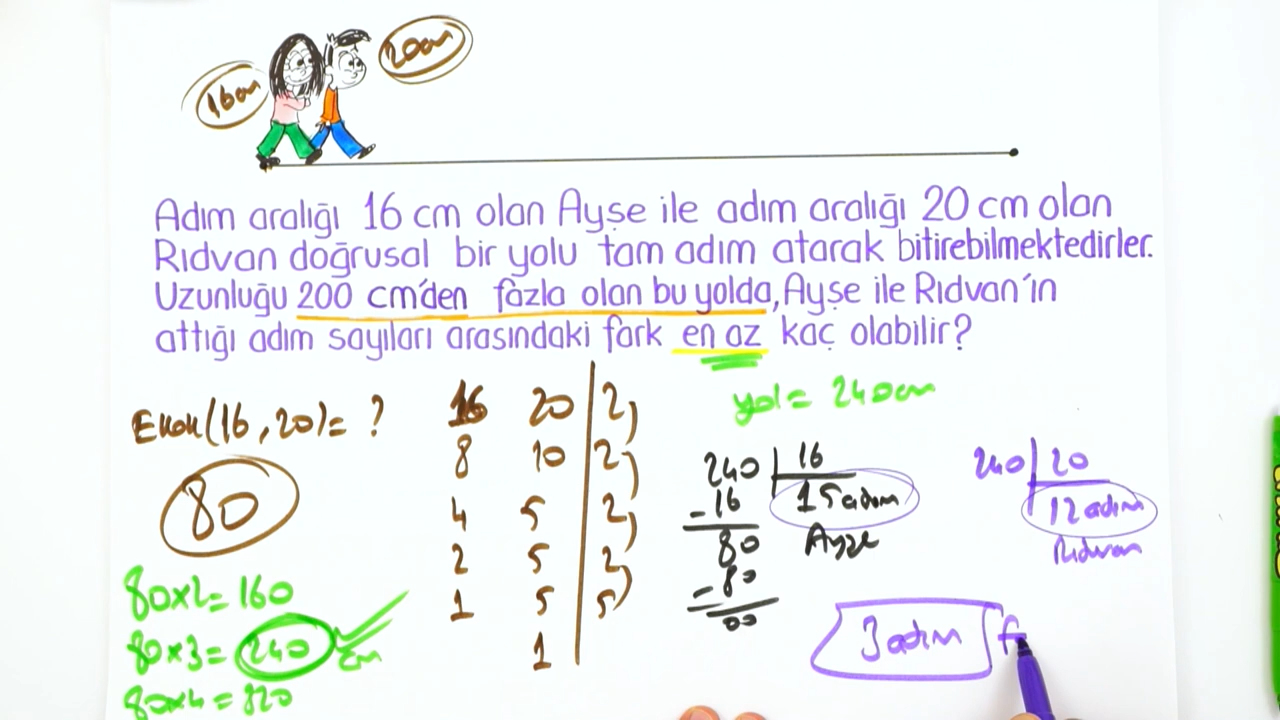 16cm
20cm
Adım aralığı 16 cm olan Ayşe ile adım aralığı 20 cm olan
Rıdvan doğrusal bir yolu tam adım atarak bitirebilmektedirler.
Uzunluğu 200 cm'den fazla olan bu yolda, Ayşe ile Rıdvan'ın
attığı adım sayıları arasındaki fark en az kaç olabilir?
Ekok(16,20)= ?
80
80x2=160
80x3=240 cm
80x4=320
16 20 2
8 10 2
4 5 2
2 5 2
1 5 5
1
yol=240cm
240 16
-16 15adım
80 Ayşe
-80
00
240 20
12 adım
Rıdvan
3 adım f